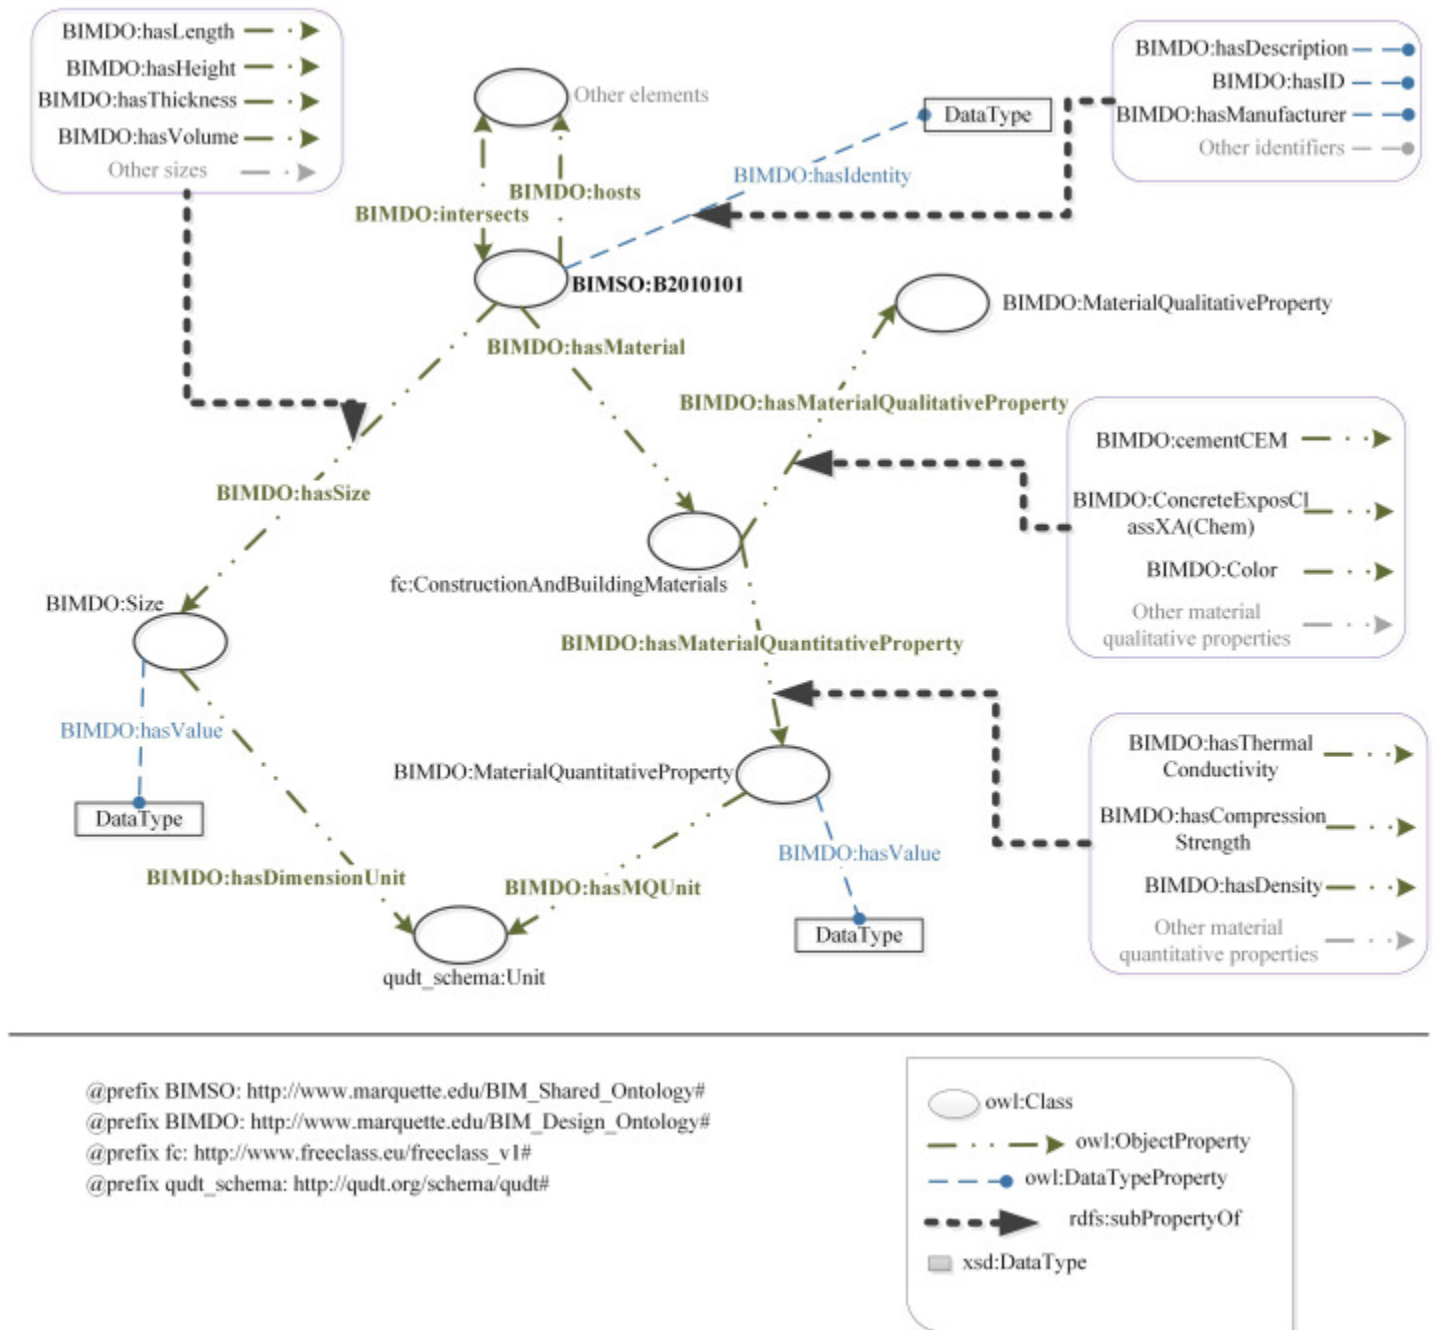 BIMDO:hasLength
BIMDO:hasHeight
BIMDO:hasThickness
BIMDO:hasVolume
Other sizes
Other elements
BIMDO:hosts
BIMDO:intersects
DataType
BIMDO:hasIdentity
BIMDO:hasDescription
BIMDO:hasID
BIMDO:hasManufacturer
Other identifiers
BIMSO:B2010101
BIMDO:MaterialQualitativeProperty
BIMDO:hasMaterial
BIMDO:hasMaterialQualitativeProperty
BIMDO:cementCEM
BIMDO:ConcreteExposCl
assXA(Chem)
BIMDO:Color
Other material
qualitative properties
BIMDO:hasSize
fc:ConstructionAndBuildingMaterials
BIMDO:Size
BIMDO:hasMaterialQuantitativeProperty
BIMDO:hasValue
DataType
BIMDO:MaterialQuantitativeProperty
BIMDO:hasThermal
Conductivity
BIMDO:hasCompression
Strength
BIMDO:hasDensity
Other material
quantitative properties
BIMDO:hasValue
DataType
BIMDO:hasDimensionUnit
BIMDO:hasMQUnit
qudt_schema:Unit
@prefix BIMSO: http://www.marquette.edu/BIM_Shared_Ontology#
@prefix BIMDO: http://www.marquette.edu/BIM_Design_Ontology#
@prefix fc: http://www.freeclass.eu/freeclass_v1#
@prefix qudt_schema: http://qudt.org/schema/qudt#
owl:Class
owl:ObjectProperty
owl:DataTypeProperty
rdfs:subPropertyOf
xsd:DataType